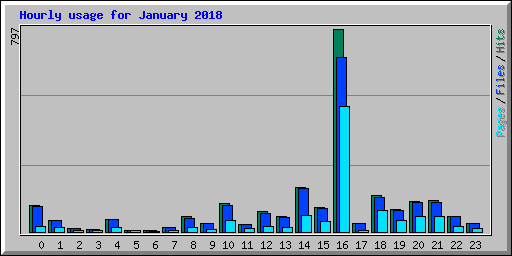 Hourly usage for January 2018
797
Pages/Files/Hits
0 1 2 3 4 5 6 7 8 9 10 11 12 13 14 15 16 17 18 19 20 21 22 23